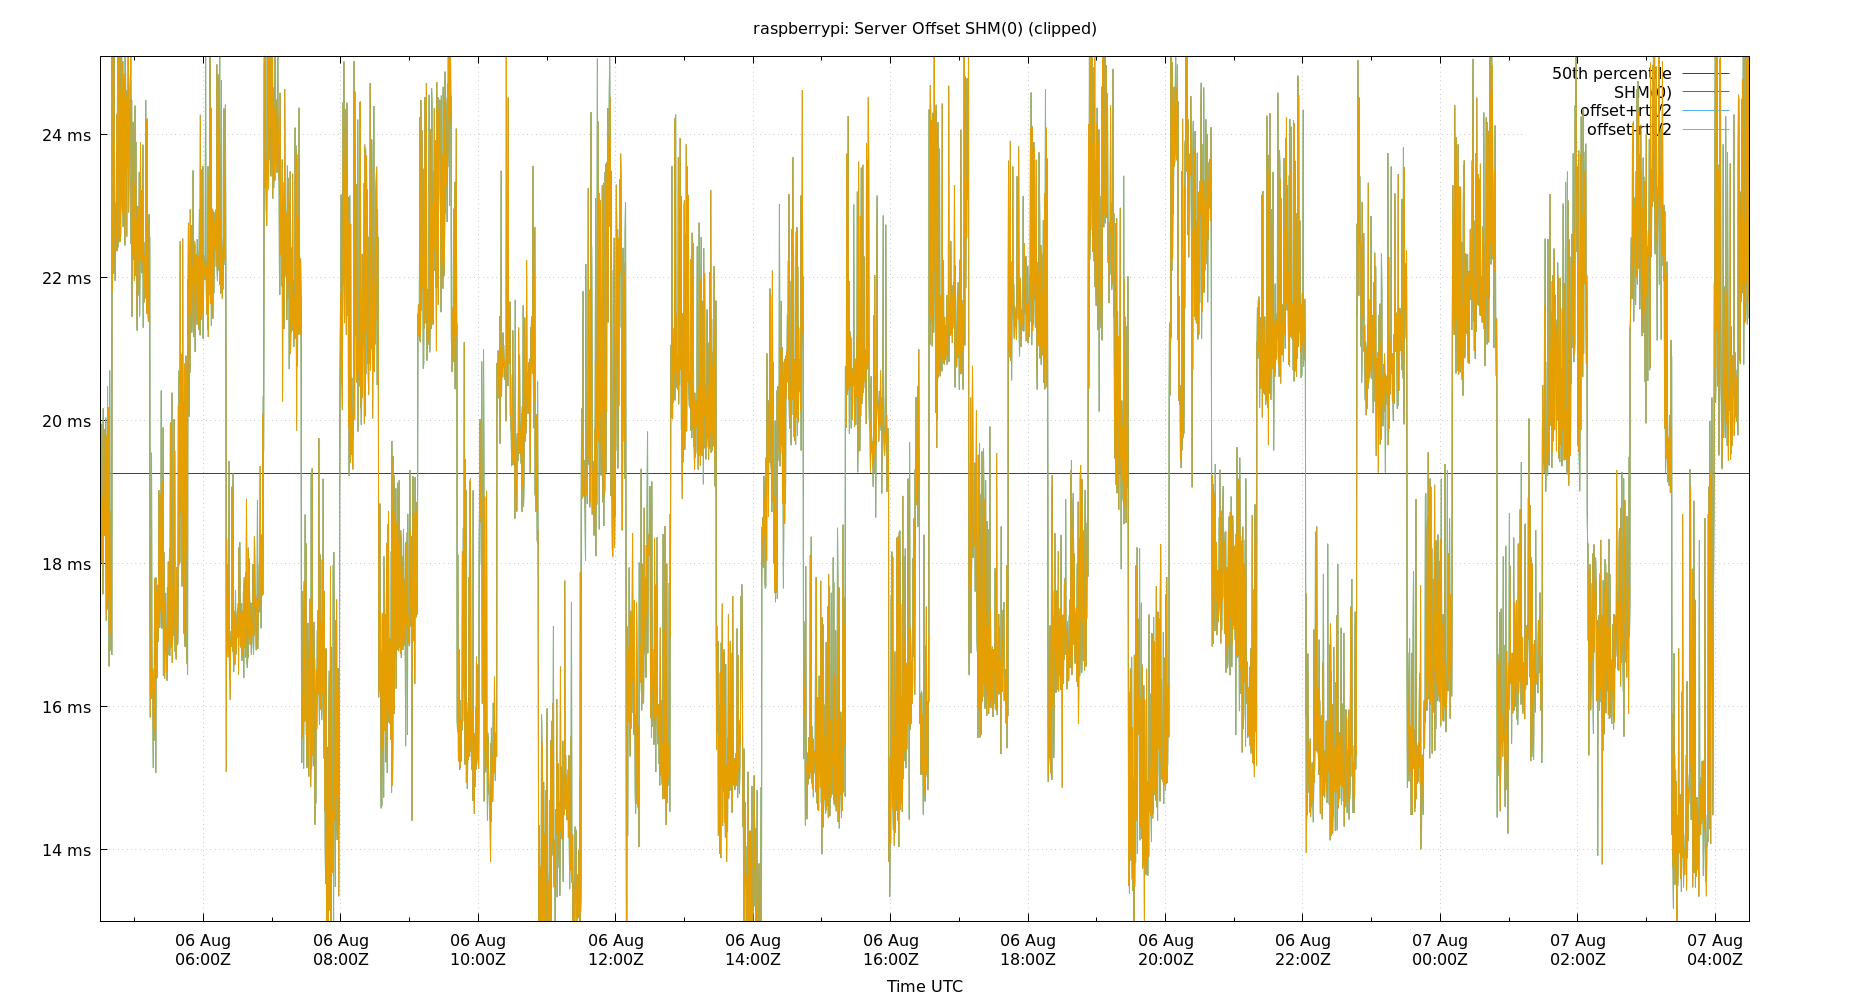 raspberrypi: Server Offset SHM(0) (clipped)
50th percentile
SHM(0)
offset+rtt/2
offset-rtt/2
24 ms
22 ms
20 ms
18 ms
16 ms
14 ms
06 Aug 06 Aug 06 Aug 06 Aug 06 Aug 06 Aug 06 Aug 06 Aug 06 Aug 07 Aug 07 Aug 07 Aug
06:00Z 08:00Z 10:00Z 12:00Z 14:00Z 16:00Z 18:00Z 20:00Z 22:00Z 00:00Z 02:00Z 04:00Z
Time UTC